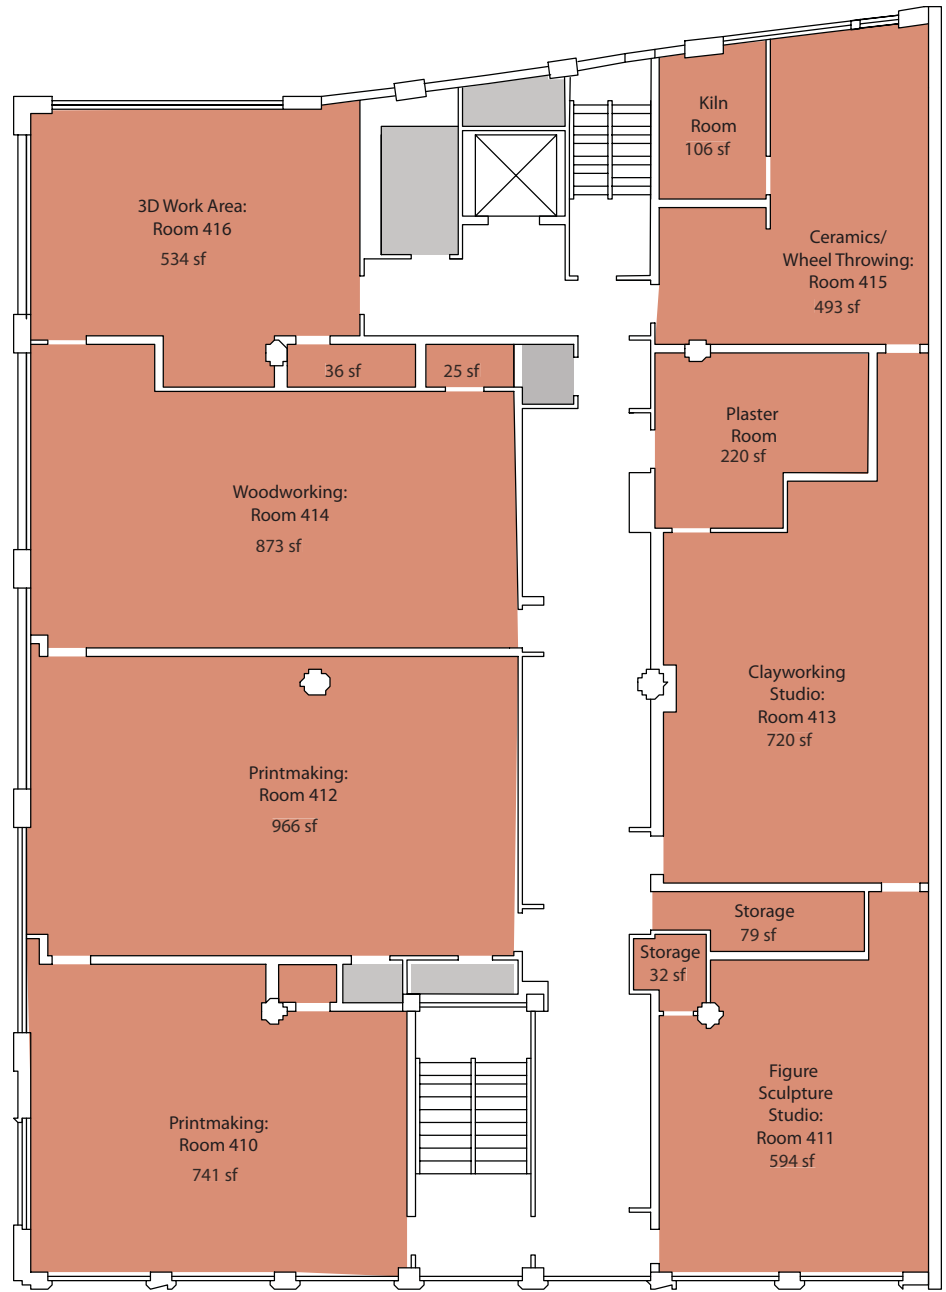 Kiln
Room
106 sf
3D Work Area:
Room 416
534 sf
Ceramics/
Wheel Throwing:
Room 415
493 sf
36 sf
25 sf
Plaster
Room
220 sf
Woodworking:
Room 414
873 sf
Clayworking
Studio:
Room 413
720 sf
Printmaking:
Room 412
966 sf
Storage
79 sf
Storage
32 sf
Figure
Sculpture
Studio:
Room 411
594 sf
Printmaking:
Room 410
741 sf